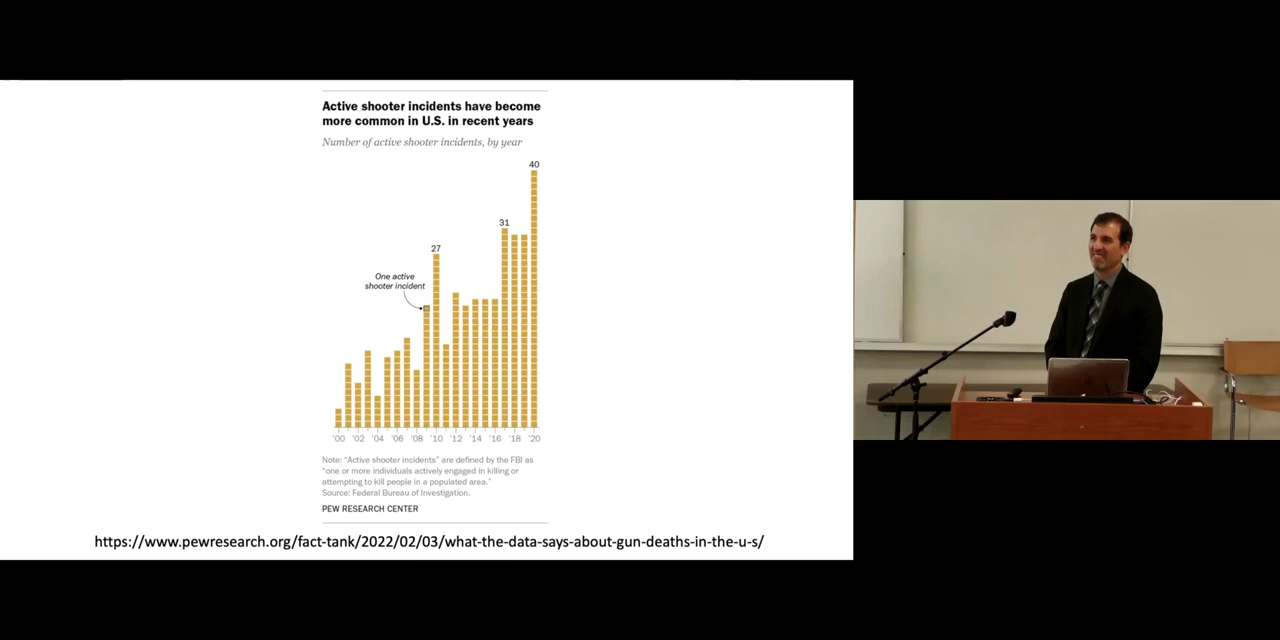 Active shooter incidents have become
more common in U.S. in recent years
Number of active shooter incidents, by year
40
31
27
One active
shooter incident
'00 '02 '04 '06 '08 '10 '12 '14 '16 '18 '20
Note: “Active shooter incidents” are defined by the FBI as
“one or more individuals actively engaged in killing or
attempting to kill people in a populated area.”
Source: Federal Bureau of Investigation.
PEW RESEARCH CENTER
https://www.pewresearch.org/fact-tank/2022/02/03/what-the-data-says-about-gun-deaths-in-the-u-s/